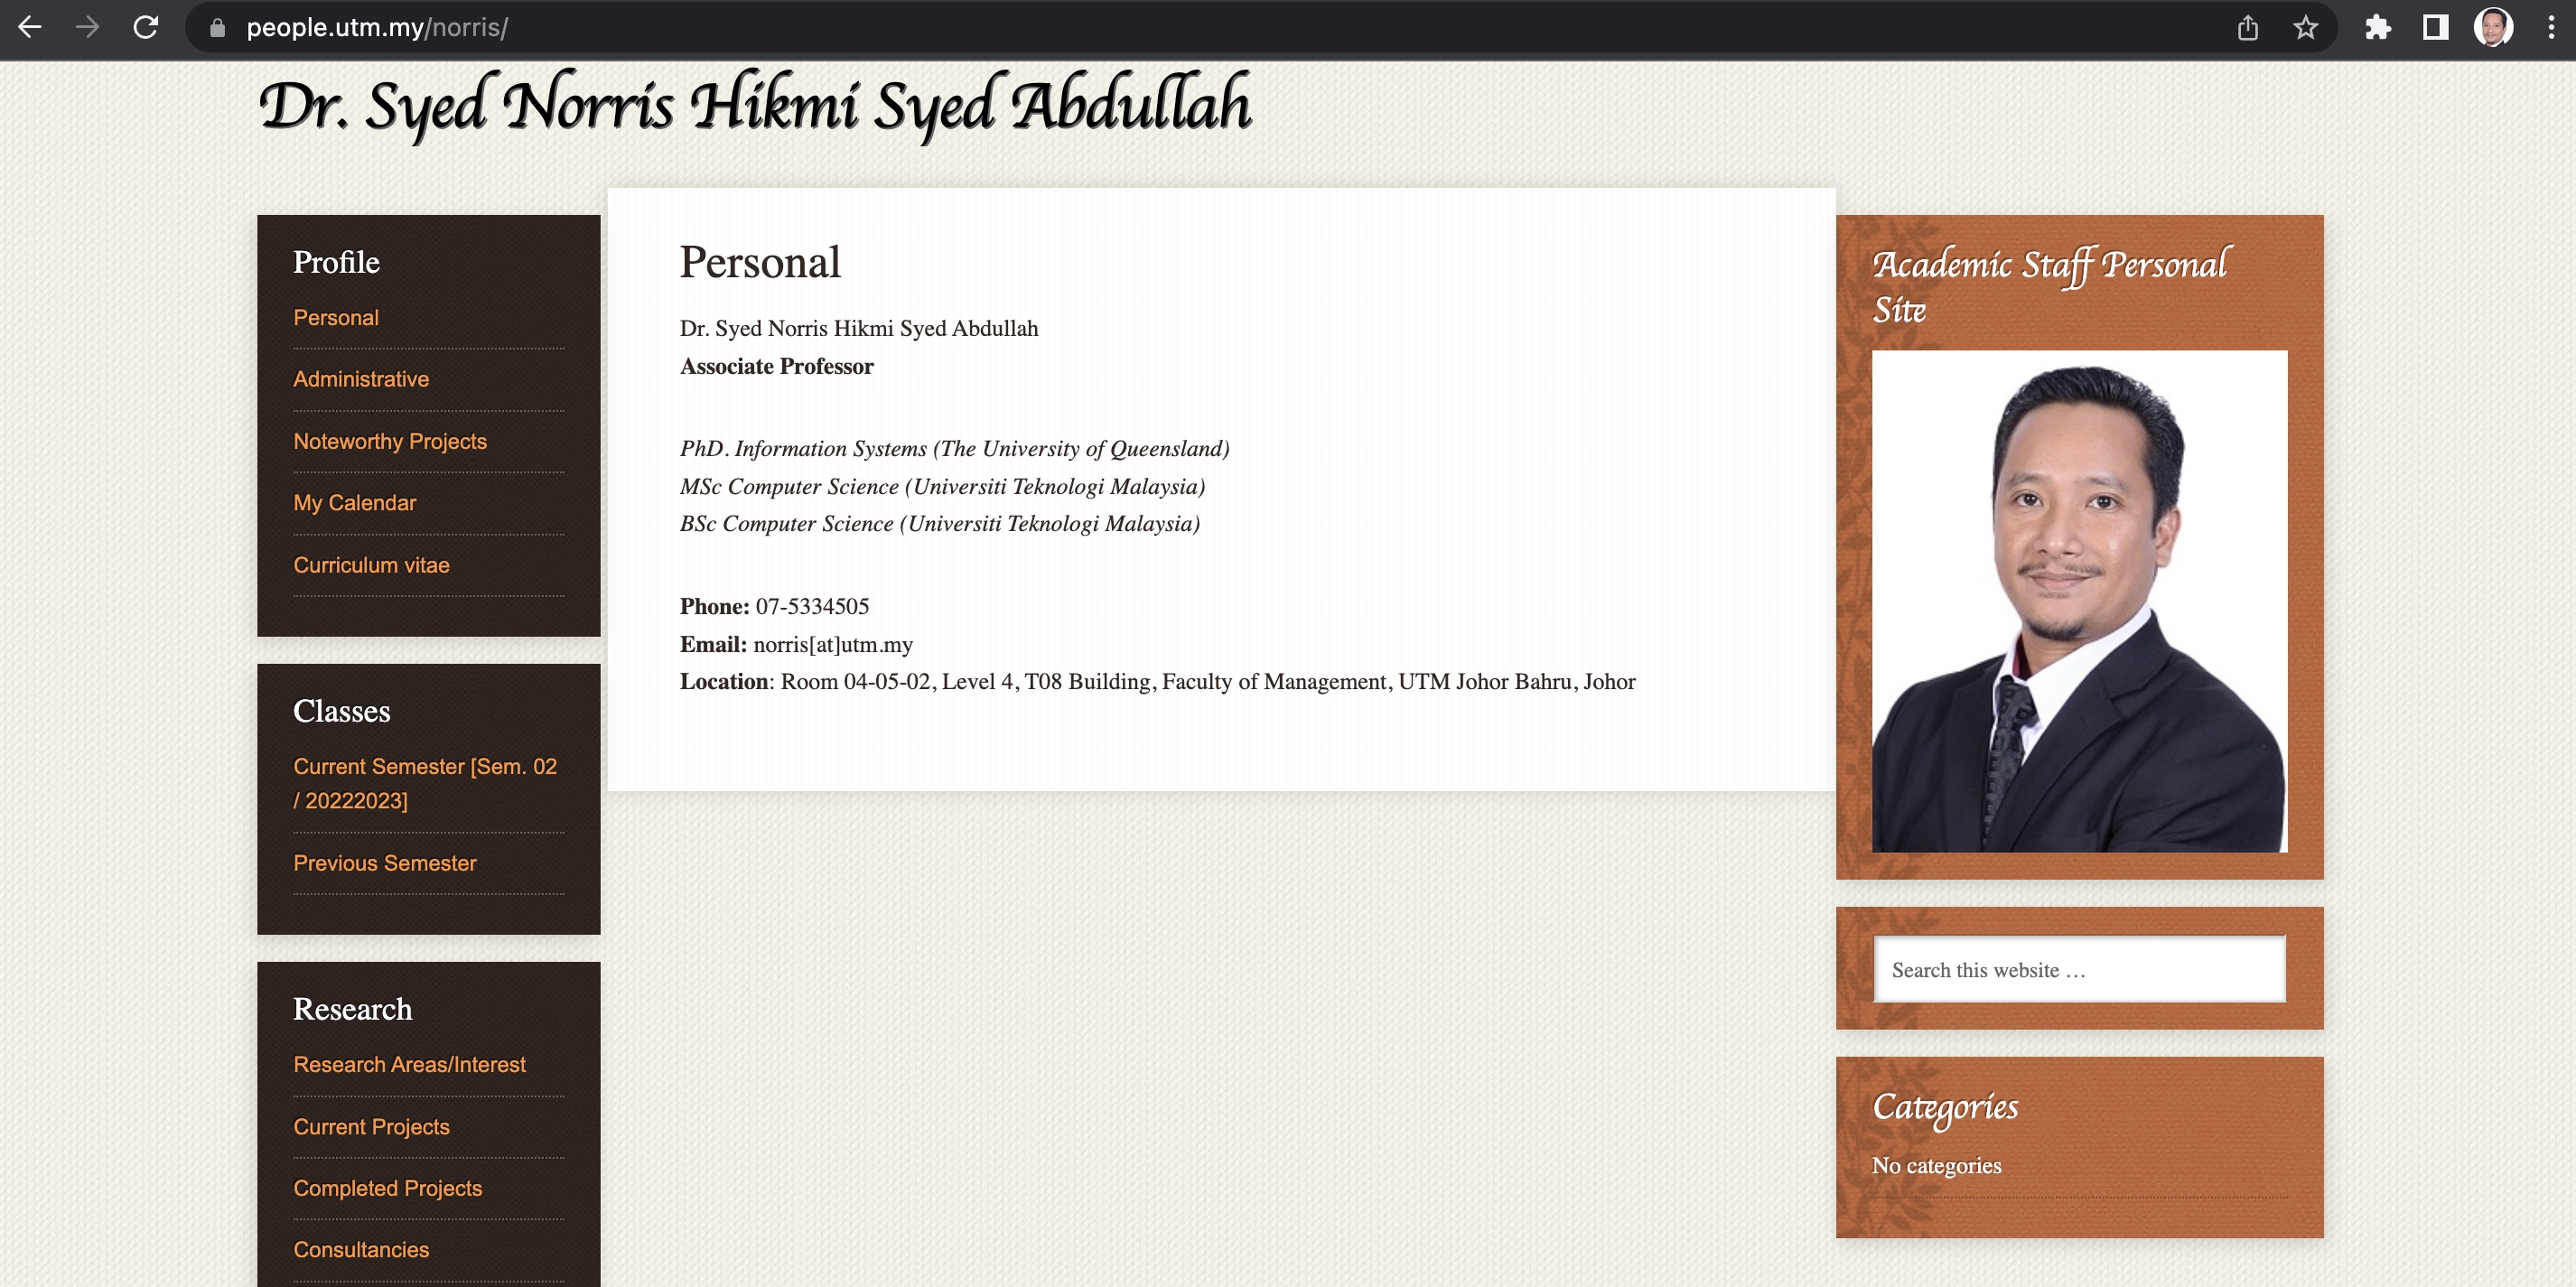 people.utm.my/norris/
Dr. Syed Norris Hikmi Syed Abdullah
Profile
Personal
Administrative
Noteworthy Projects
My Calendar
Curriculum vitae
Classes
Current Semester [Sem. 02
/ 20222023]
Previous Semester
Research
Research Areas/Interest
Current Projects
Completed Projects
Consultancies
Personal
Dr. Syed Norris Hikmi Syed Abdullah
Associate Professor
PhD. Information Systems (The University of Queensland)
MSc Computer Science (Universiti Teknologi Malaysia)
BSc Computer Science (Universiti Teknologi Malaysia)
Phone: 07-5334505
Email: norris[at]utm.my
Location: Room 04-05-02, Level 4, T08 Building, Faculty of Management, UTM Johor Bahru, Johor
Academic Staff Personal
Site
Search this website …
Categories
No categories